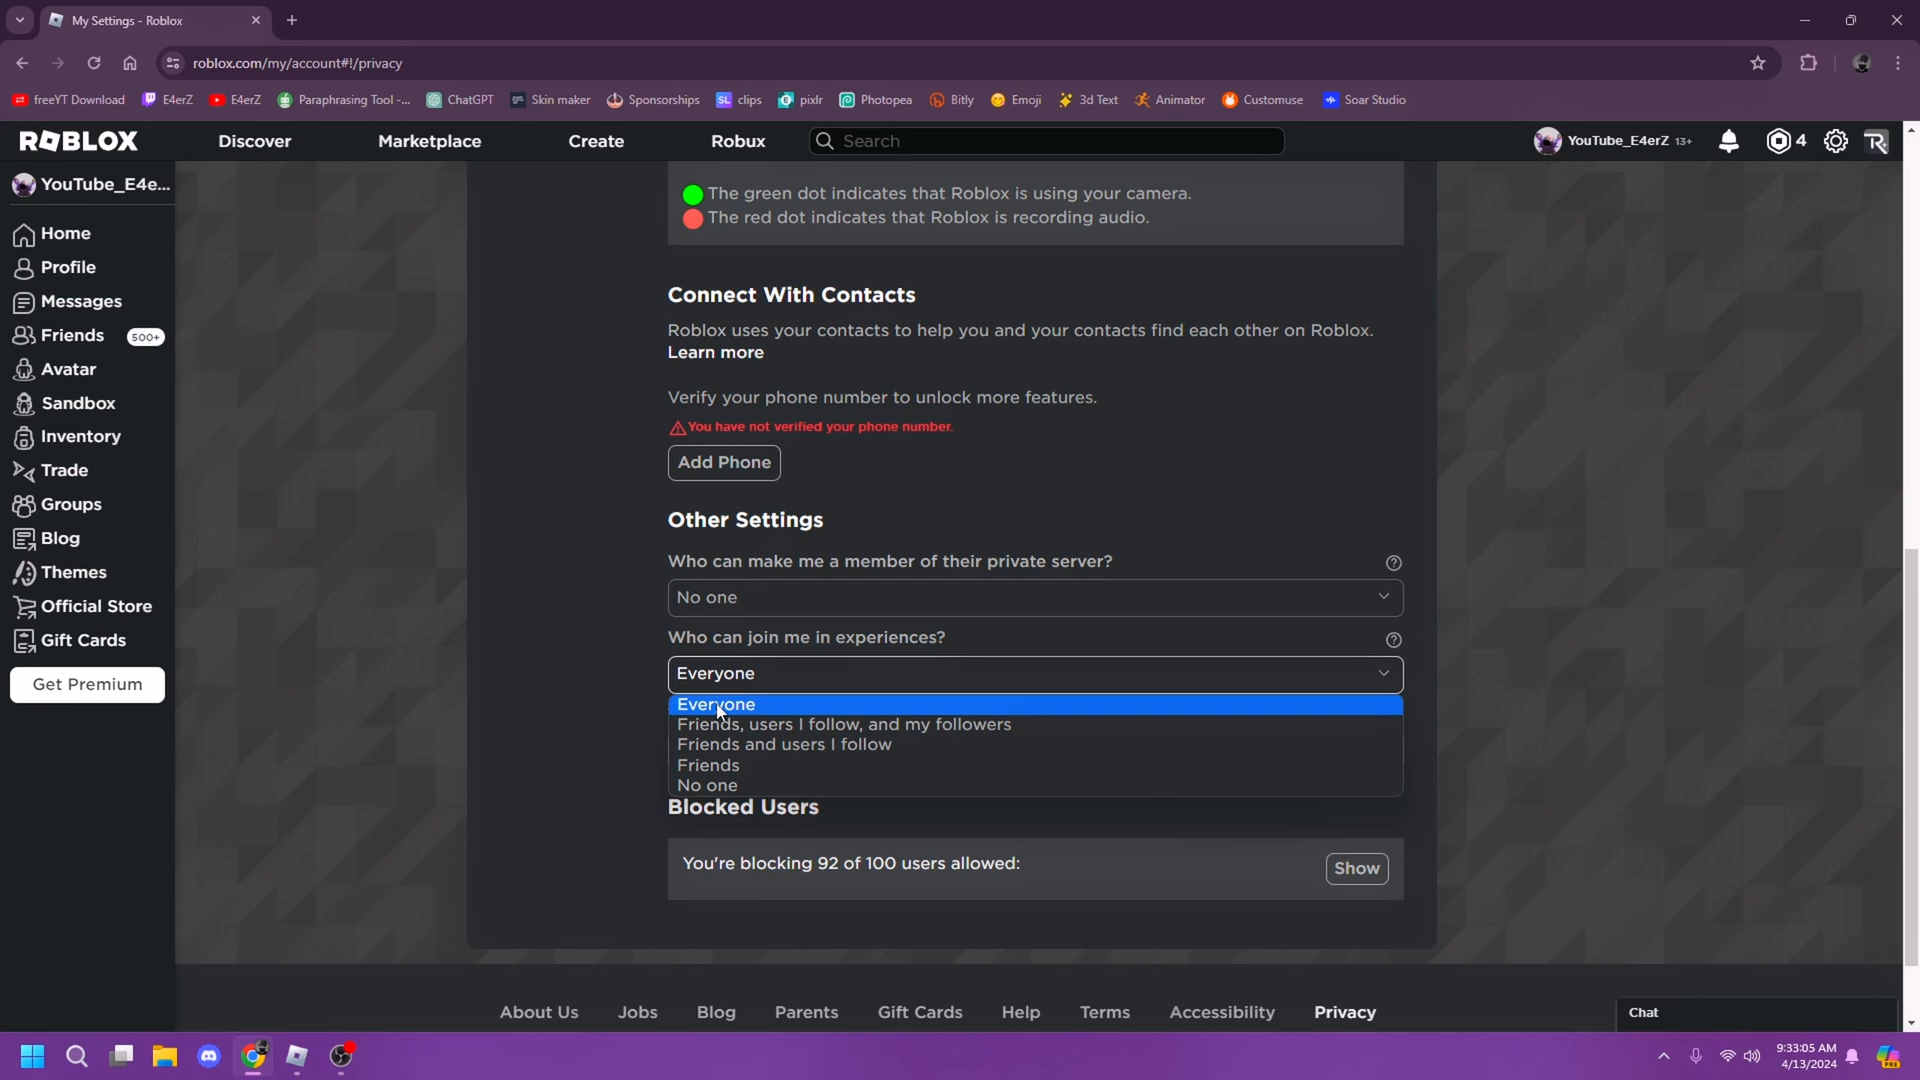 My Settings - Roblox
roblox.com/my/account#!/privacy
freeYT Download E4erZ E4erZ Paraphrasing Tool -... ChatGPT Skin maker Sponsorships SL clips pixlr Photopea Bitly Emoji 3d Text Animator Customuse Soar Studio
ROBLOX Discover Marketplace Create Robux Search YouTube_E4erZ 13+ 4
YouTube_E4e...
Home
Profile
Messages
Friends 500+
Avatar
Sandbox
Inventory
Trade
Groups
Blog
Themes
Official Store
Gift Cards
Get Premium
The green dot indicates that Roblox is using your camera.
The red dot indicates that Roblox is recording audio.
Connect With Contacts
Roblox uses your contacts to help you and your contacts find each other on Roblox.
Learn more
Verify your phone number to unlock more features.
You have not verified your phone number.
Add Phone
Other Settings
Who can make me a member of their private server?
No one
Who can join me in experiences?
Everyone
Everyone
Friends, users I follow, and my followers
Friends and users I follow
Friends
No one
Blocked Users
You're blocking 92 of 100 users allowed:
Show
About Us Jobs Blog Parents Gift Cards Help Terms Accessibility Privacy
Chat
9:33:05 AM
4/13/2024
PRE